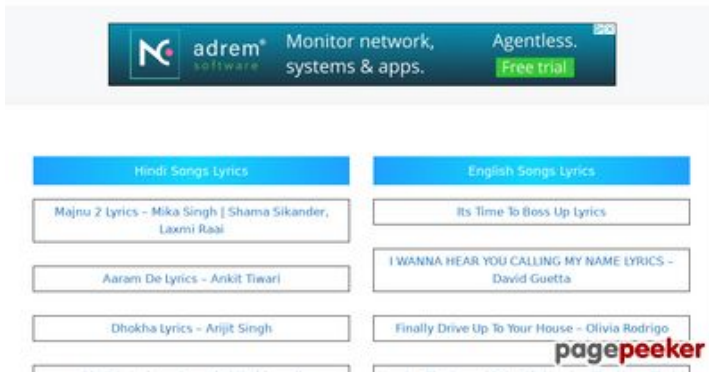 adrem®
software
Monitor network,
systems & apps.
Agentless.
Free trial
Hindi Songs Lyrics
Majnu 2 Lyrics – Mika Singh | Shama Sikander,
Laxmi Raai
Aaram De Lyrics – Ankit Tiwari
Dhokha Lyrics – Arijit Singh
English Songs Lyrics
Its Time To Boss Up Lyrics
I WANNA HEAR YOU CALLING MY NAME LYRICS –
David Guetta
Finally Drive Up To Your House – Olivia Rodrigo
pagepeeker